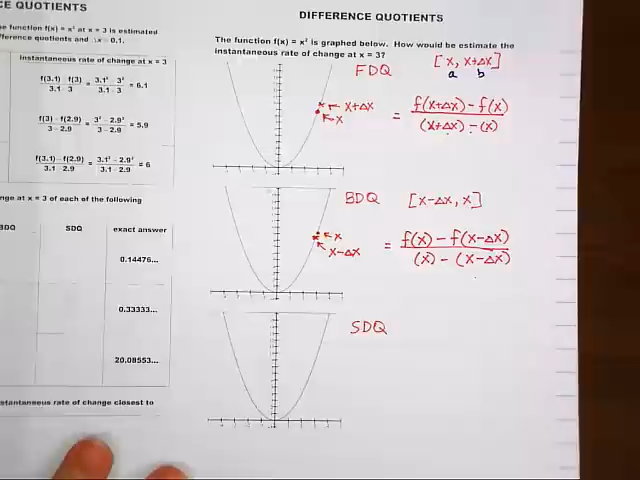 CE QUOTIENTS
e function f(x) = x² at x = 3 is estimated
fference quotients and Δx = 0.1.
instantaneous rate of change at x = 3
f(3.1) − f(3) / 3.1 − 3 = 3.1² − 3² / 3.1 − 3 = 6.1
f(3) − f(2.9) / 3 − 2.9 = 3² − 2.9² / 3 − 2.9 = 5.9
f(3.1) − f(2.9) / 3.1 − 2.9 = 3.1² − 2.9² / 3.1 − 2.9 = 6
nge at x = 3 of each of the following
BDQ SDQ exact answer
0.14476...
0.33333...
20.08553...
nstantaneous rate of change closest to
DIFFERENCE QUOTIENTS
The function f(x) = x² is graphed below. How would be estimate the
instantaneous rate of change at x = 3?
FDQ [x, x+Δx]
a b
x+Δx
x
= f(x+Δx) − f(x) / (x+Δx) − (x)
BDQ [x−Δx, x]
x
x−Δx
= f(x) − f(x−Δx) / (x) − (x−Δx)
SDQ